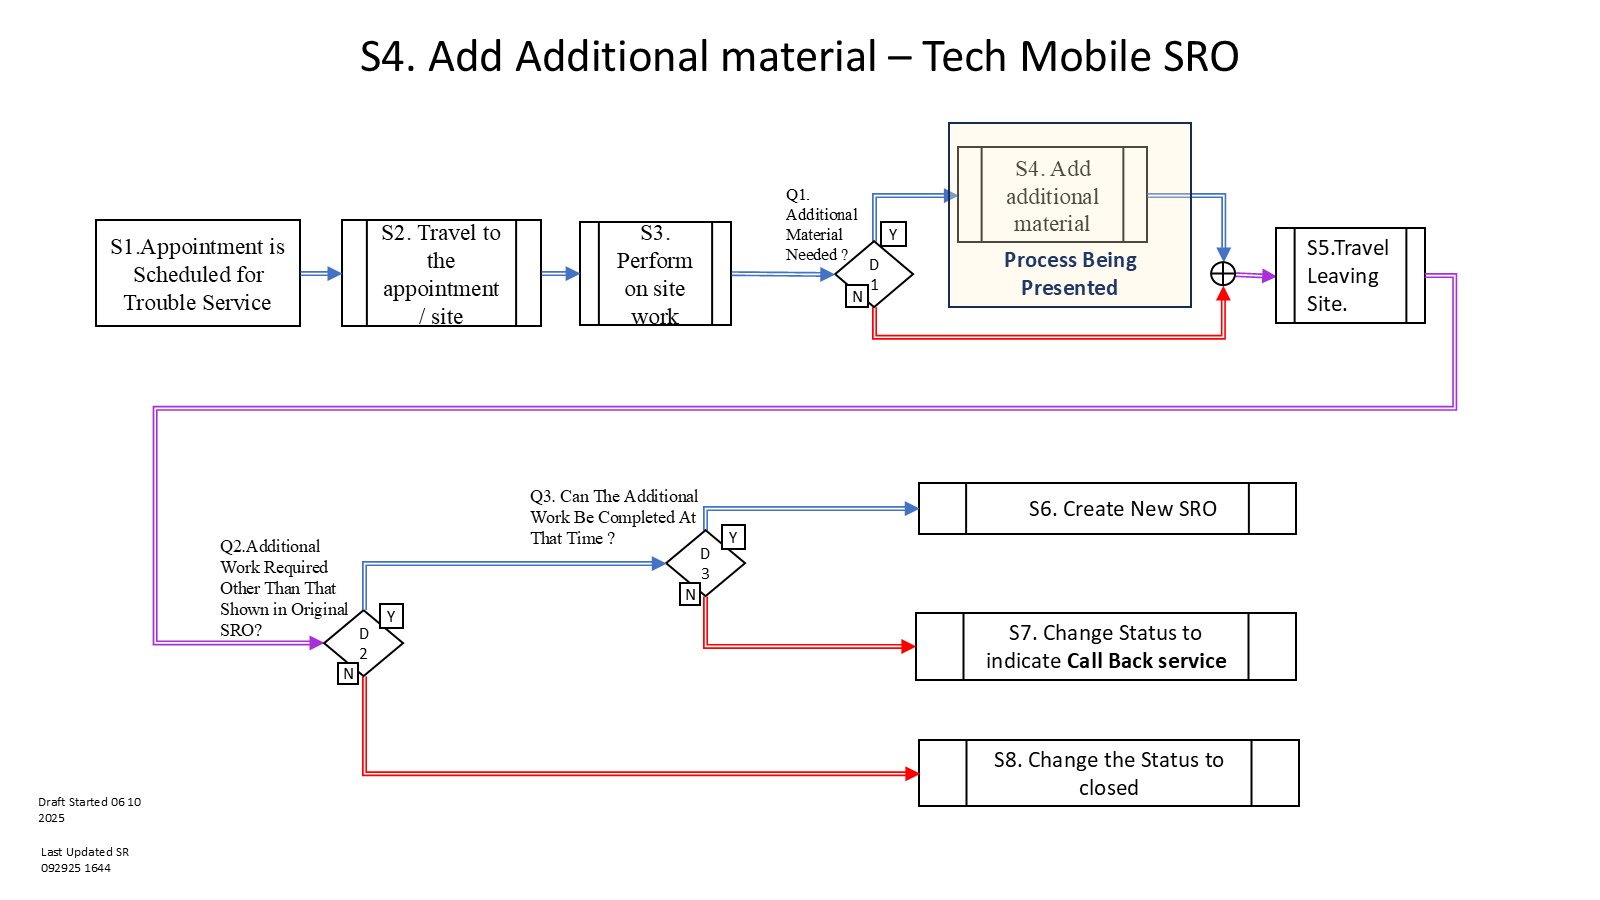 S4. Add Additional material – Tech Mobile SRO
S1.Appointment is
Scheduled for
Trouble Service
S2. Travel to
the
appointment
/ site
S3.
Perform
on site
work
Q1.
Additional
Material
Needed ?
Y
D
1
N
S4. Add
additional
material
Process Being
Presented
S5.Travel
Leaving
Site.
Q2.Additional
Work Required
Other Than That
Shown in Original
SRO?
Y
D
2
N
Q3. Can The Additional
Work Be Completed At
That Time ?
Y
D
3
N
S6. Create New SRO
S7. Change Status to
indicate Call Back service
S8. Change the Status to
closed
Draft Started 06 10
2025
Last Updated SR
092925 1644